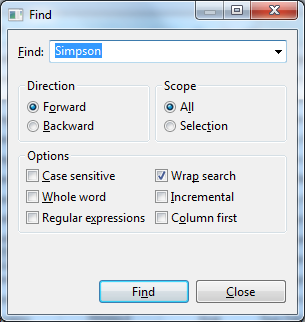 Find
Find: Simpson
Direction
Scope
Forward
All
Backward
Selection
Options
Case sensitive
Wrap search
Whole word
Incremental
Regular expressions
Column first
Find
Close